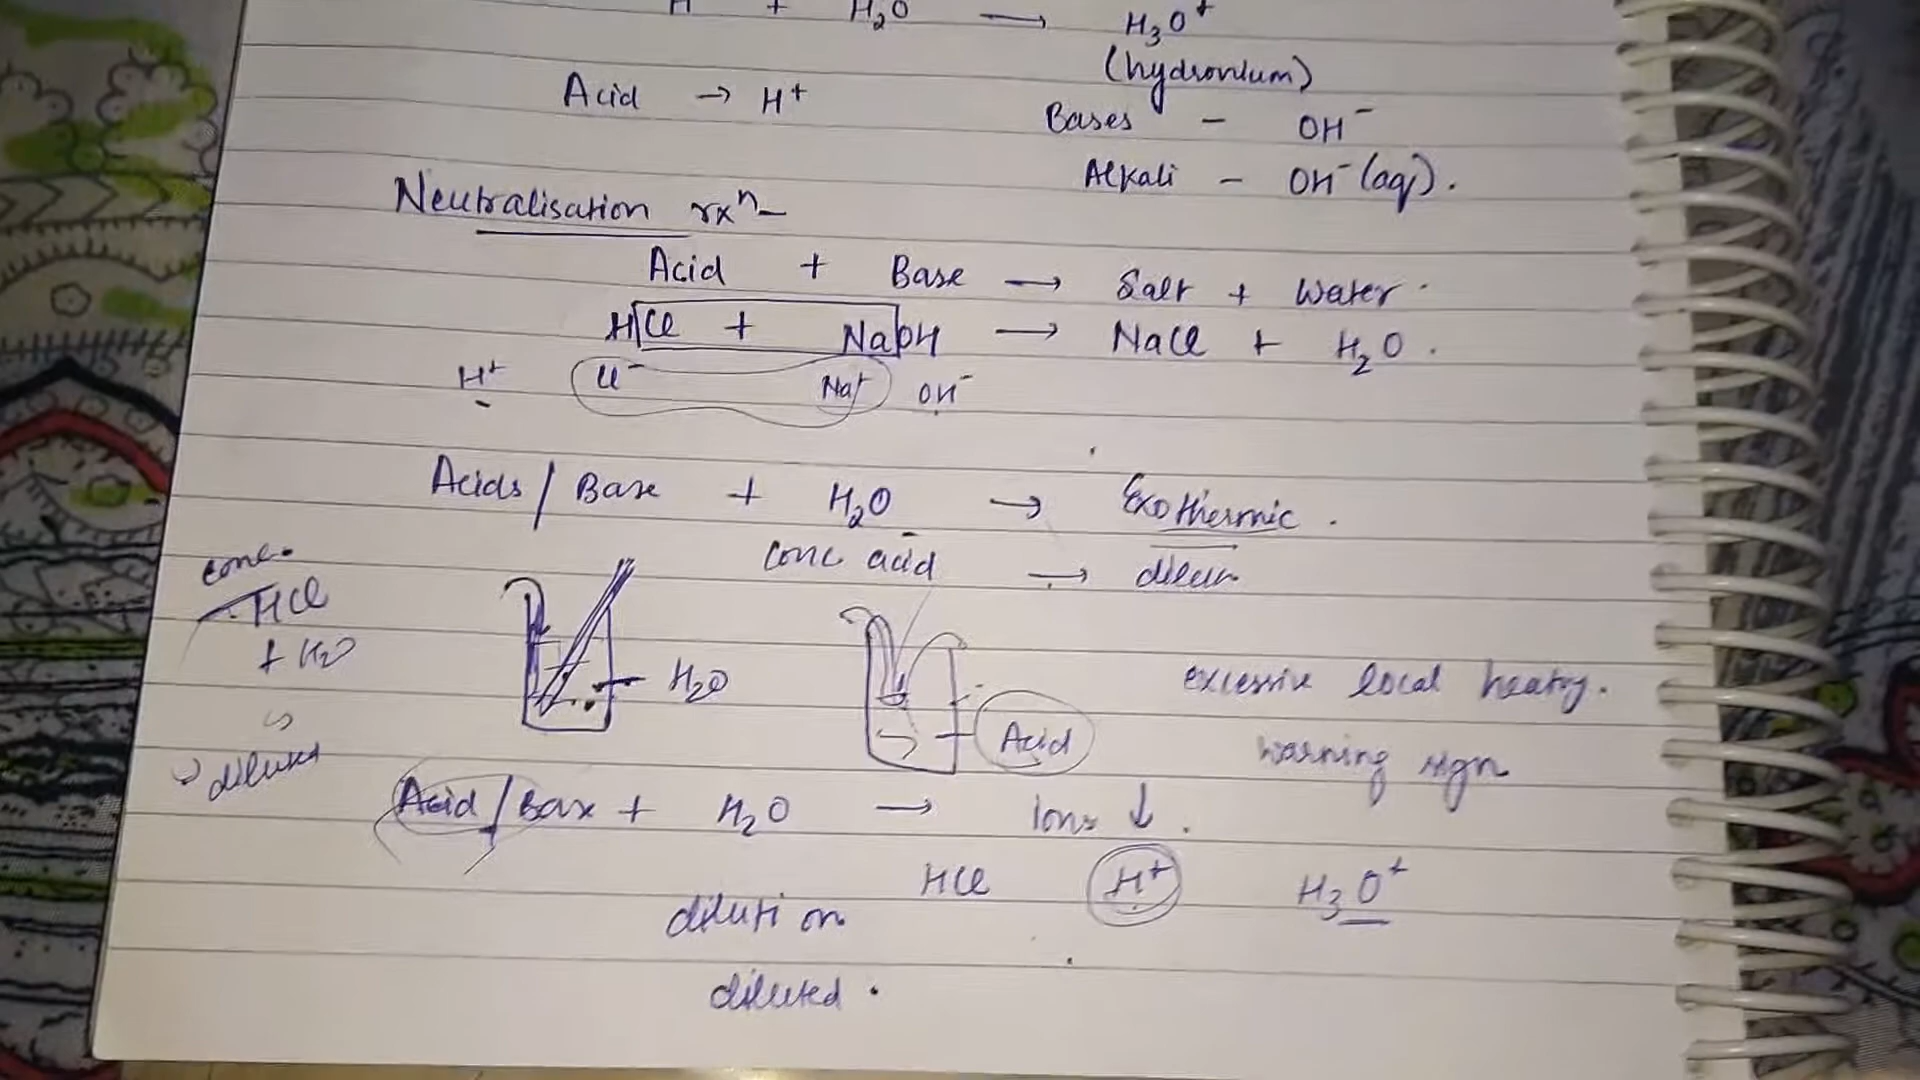 H + H₂O → H₃O⁺
(hydronium)
Acid → H⁺
Bases - OH⁻
Alkali - OH⁻(aq).
Neutralisation rxⁿ-
Acid + Base → Salt + Water.
HCl + NaOH → NaCl + H₂O.
H⁺ Cl⁻ Na⁺ OH⁻
Acids / Base + H₂O → Exothermic.
conc acid →
conc.
HCl
+ H₂O
diluted
H₂O
Acid
excessive local heating.
warning sign
Acid / Base + H₂O → Ions ↓.
HCl H⁺ H₃O⁺
dilution
diluted.